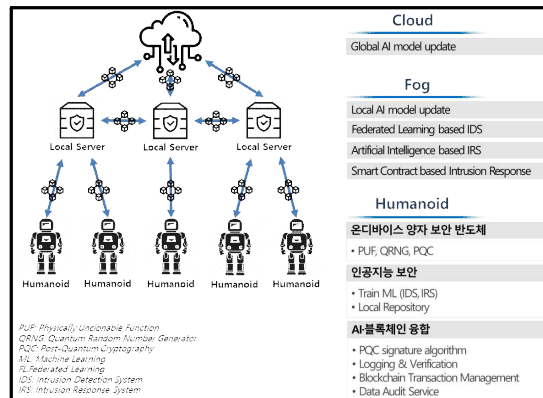 Cloud
Global AI model update
Fog
Local AI model update
Federated Learning based IDS
Artificial Intelligence based IRS
Smart Contract based Intrusion Response
Humanoid
온디바이스 양자 보안 반도체
• PUF, QRNG, PQC
인공지능 보안
• Train ML (IDS, IRS)
• Local Repository
AI-블록체인 융합
• PQC signature algorithm
• Logging & Verification
• Blockchain Transaction Management
• Data Audit Service
Local Server
Local Server
Local Server
Humanoid
Humanoid
Humanoid
Humanoid
Humanoid
PUF: Physically Unclonable Function
QRNG: Quantum Random Number Generator
PQC: Post-Quantum Cryptography
ML: Machine Learning
FL:Federated Learning
IDS: Intrusion Detection System
IRS: Intrusion Response System